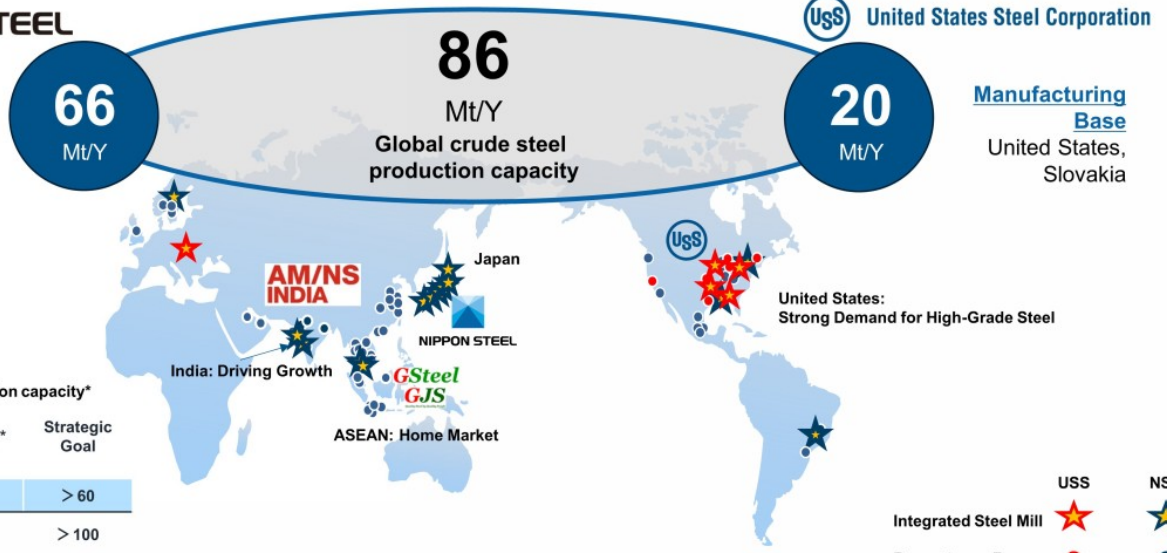 TEEL
USS United States Steel Corporation
66
Mt/Y
86
Mt/Y
Global crude steel
production capacity
20
Mt/Y
Manufacturing
Base
United States,
Slovakia
USS
AM/NS
INDIA
Japan
NIPPON STEEL
United States:
Strong Demand for High-Grade Steel
India: Driving Growth
GSteel
GJS
ASEAN: Home Market
on capacity*
*
Strategic
Goal
> 60
> 100
USS
NS
Integrated Steel Mill